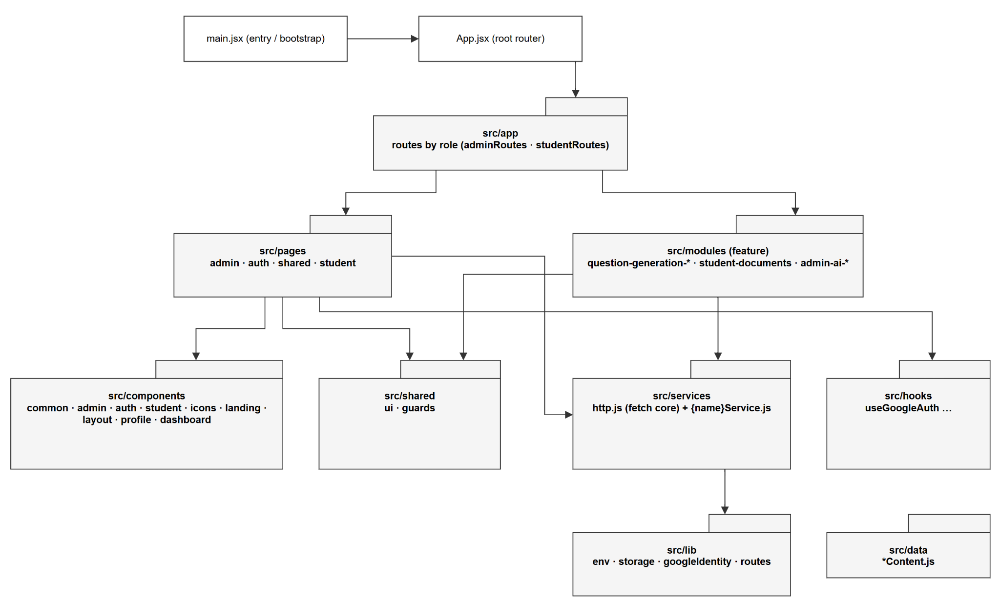 main.jsx (entry / bootstrap)
App.jsx (root router)
src/app
routes by role (adminRoutes · studentRoutes)
src/pages
admin · auth · shared · student
src/modules (feature)
question-generation-* · student-documents · admin-ai-*
src/components
common · admin · auth · student · icons · landing ·
layout · profile · dashboard
src/shared
ui · guards
src/services
http.js (fetch core) + {name}Service.js
src/hooks
useGoogleAuth …
src/lib
env · storage · googleIdentity · routes
src/data
*Content.js